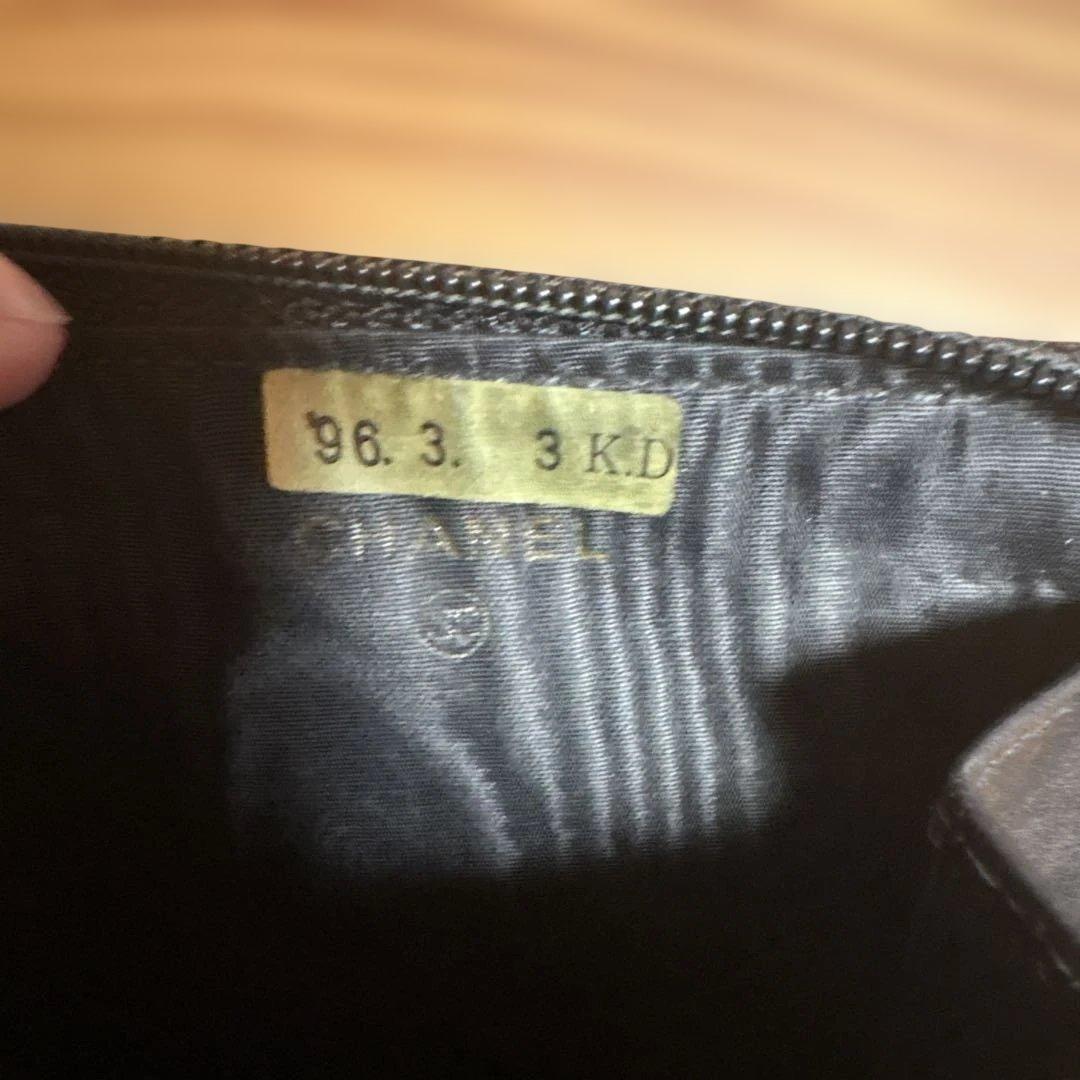 '96. 3. 3 K.D
CHANEL